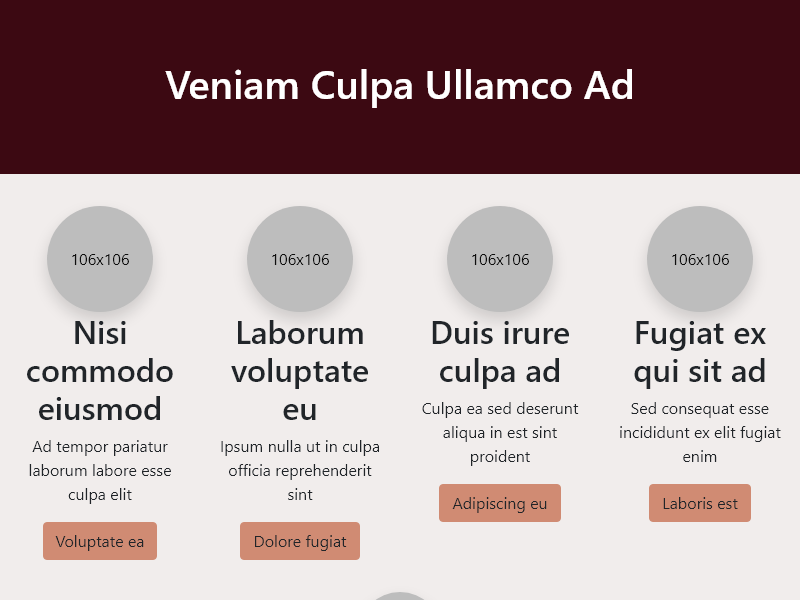 Veniam Culpa Ullamco Ad
106x106
Nisi
commodo
eiusmod
Ad tempor pariatur
laborum labore esse
culpa elit
Voluptate ea
106x106
Laborum
voluptate
eu
Ipsum nulla ut in culpa
officia reprehenderit
sint
Dolore fugiat
106x106
Duis irure
culpa ad
Culpa ea sed deserunt
aliqua in est sint
proident
Adipiscing eu
106x106
Fugiat ex
qui sit ad
Sed consequat esse
incididunt ex elit fugiat
enim
Laboris est